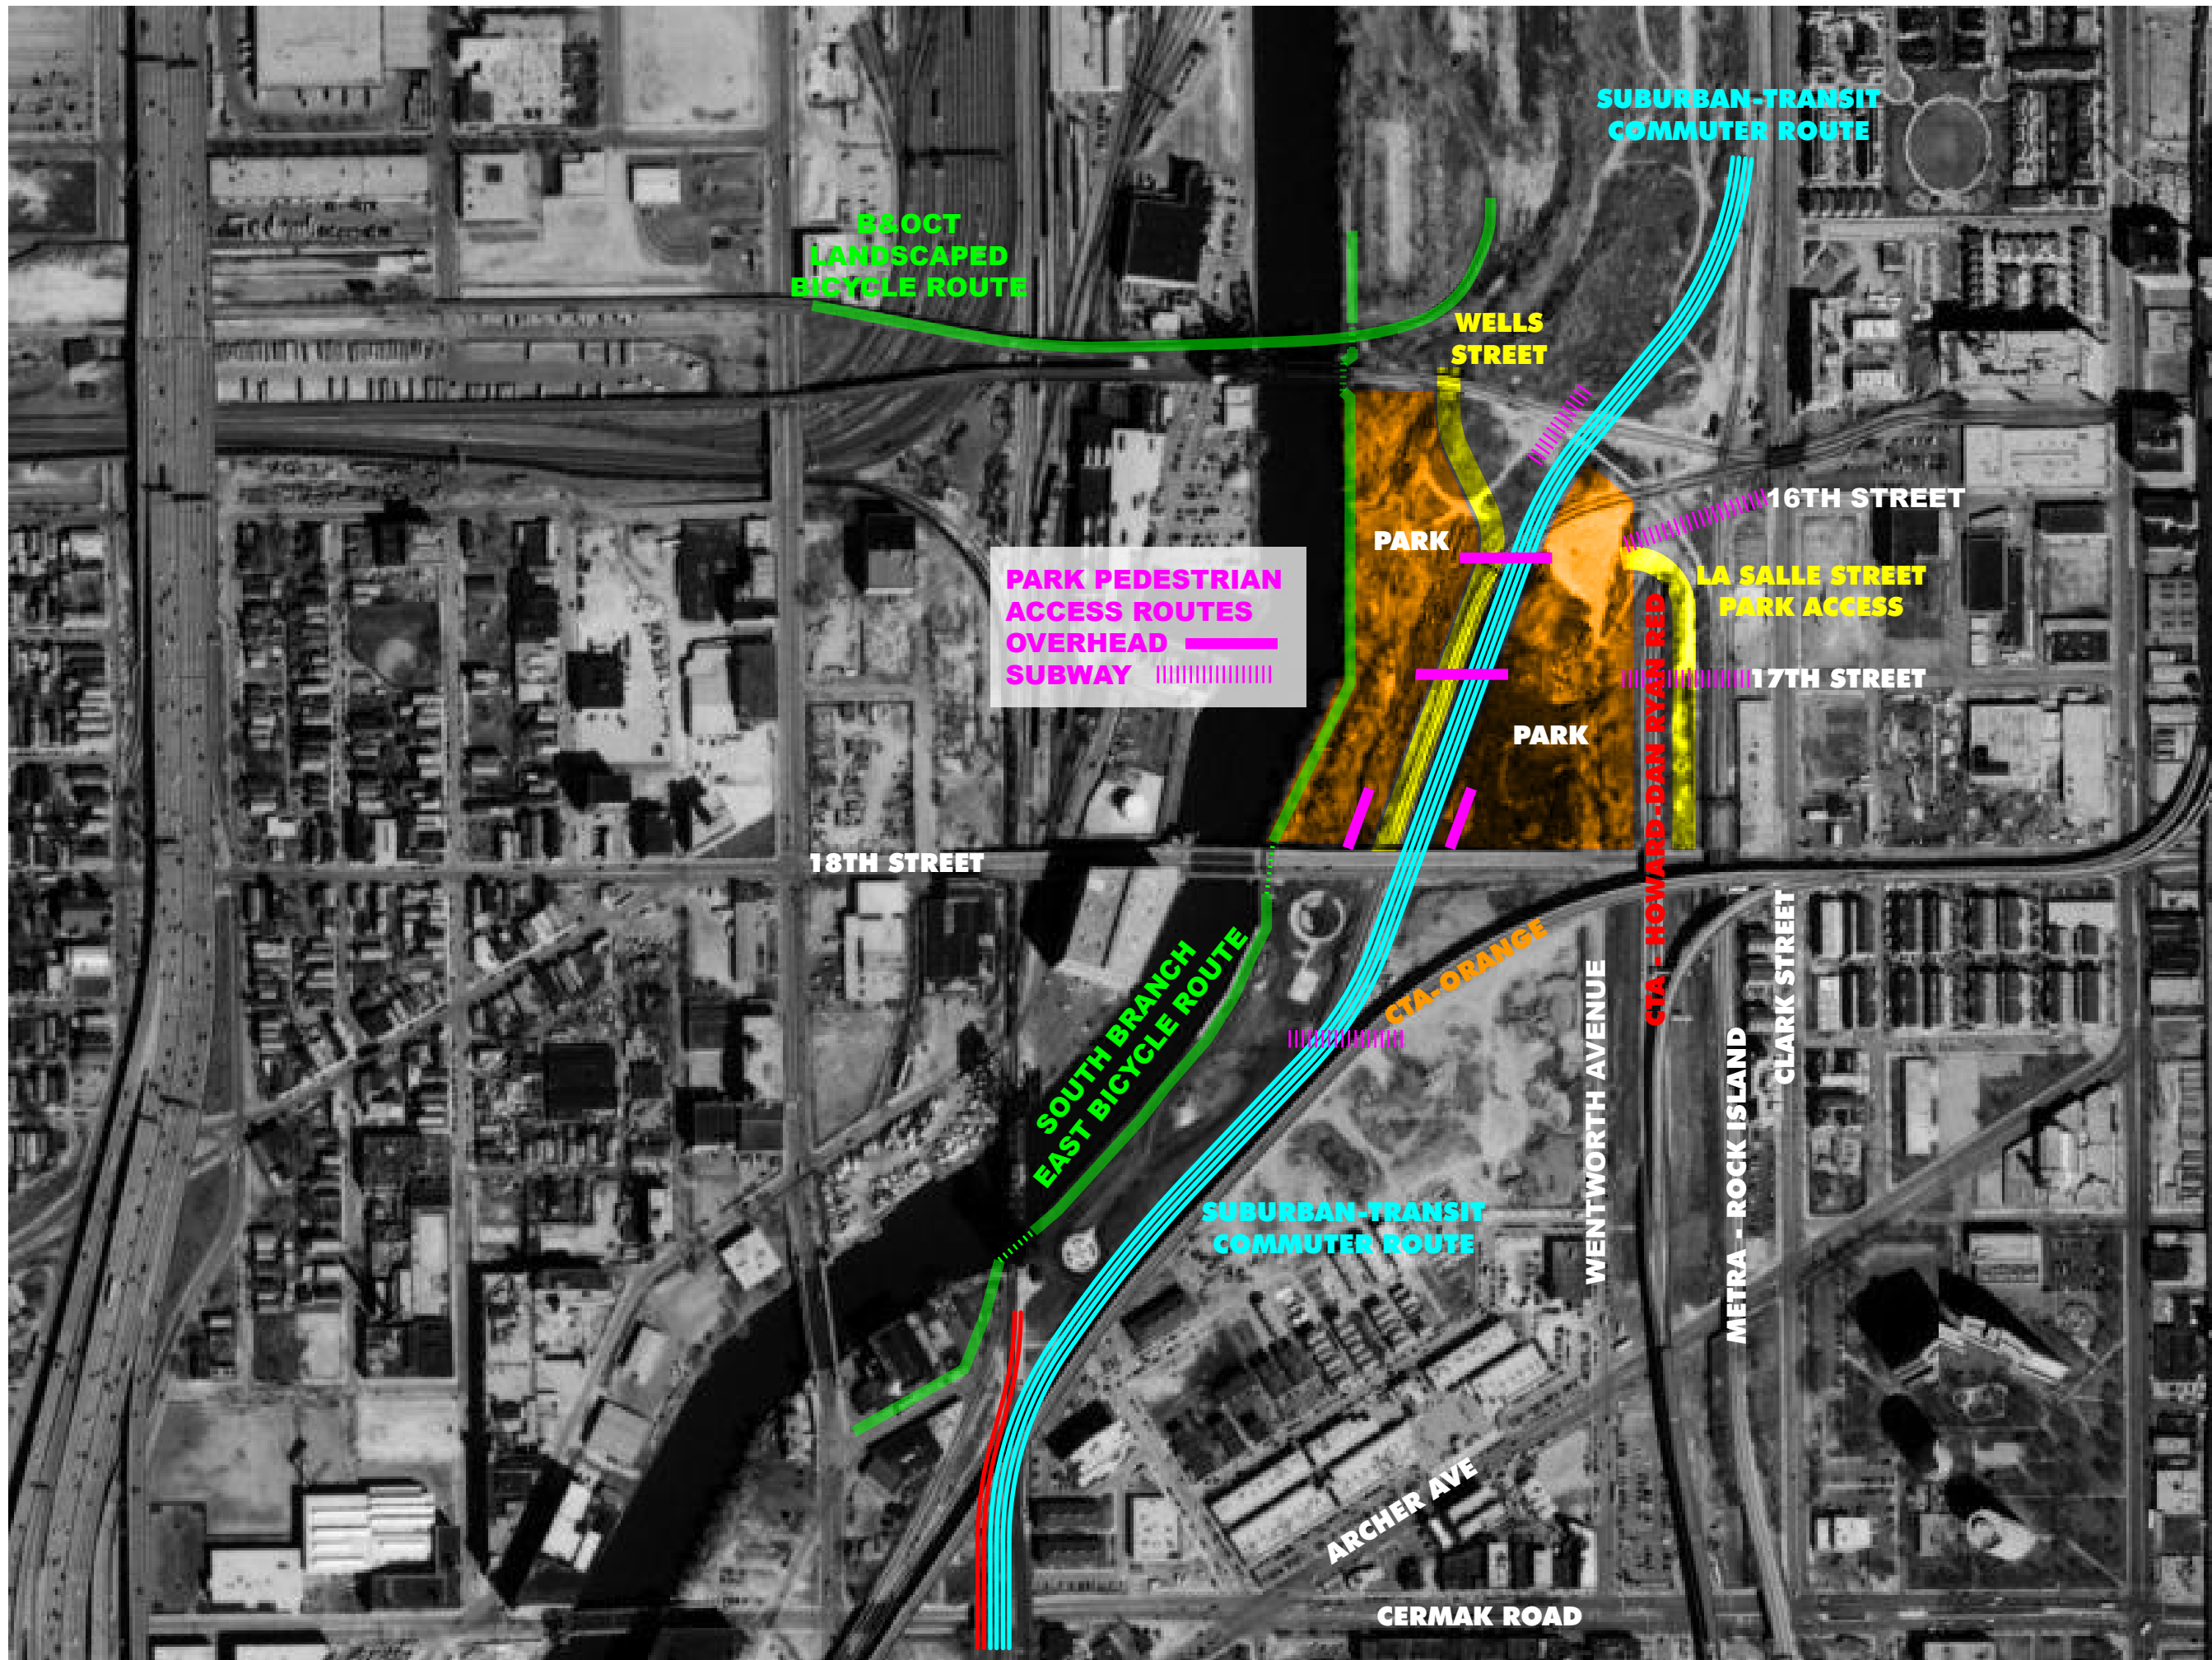 SUBURBAN-TRANSIT
COMMUTER ROUTE
B&OCT
LANDSCAPED
BICYCLE ROUTE
WELLS
STREET
16TH STREET
PARK
LA SALLE STREET
PARK ACCESS
PARK PEDESTRIAN
ACCESS ROUTES
OVERHEAD
SUBWAY
17TH STREET
PARK
CTA - HOWARD-DAN RYAN RED
18TH STREET
CTA-ORANGE
SOUTH BRANCH
EAST BICYCLE ROUTE
WENTWORTH AVENUE
CLARK STREET
METRA - ROCK ISLAND
SUBURBAN-TRANSIT
COMMUTER ROUTE
ARCHER AVE
CERMAK ROAD